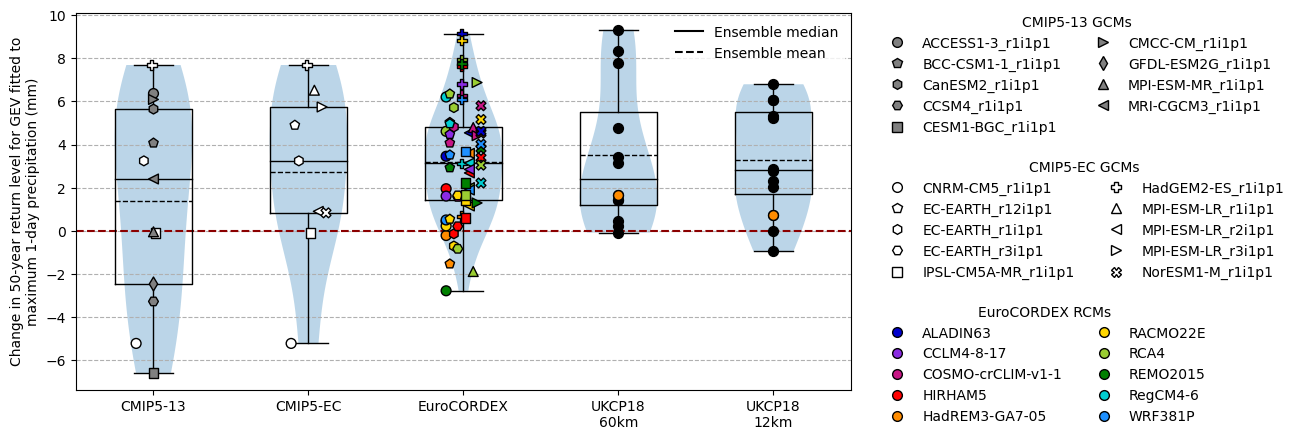 Change in 50-year return level for GEV fitted to
maximum 1-day precipitation (mm)
10
8
6
4
2
0
−2
−4
−6
Ensemble median
Ensemble mean
CMIP5-13
CMIP5-EC
EuroCORDEX
UKCP18
60km
UKCP18
12km
CMIP5-13 GCMs
ACCESS1-3_r1i1p1
BCC-CSM1-1_r1i1p1
CanESM2_r1i1p1
CCSM4_r1i1p1
CESM1-BGC_r1i1p1
CMCC-CM_r1i1p1
GFDL-ESM2G_r1i1p1
MPI-ESM-MR_r1i1p1
MRI-CGCM3_r1i1p1
CMIP5-EC GCMs
CNRM-CM5_r1i1p1
EC-EARTH_r12i1p1
EC-EARTH_r1i1p1
EC-EARTH_r3i1p1
IPSL-CM5A-MR_r1i1p1
HadGEM2-ES_r1i1p1
MPI-ESM-LR_r1i1p1
MPI-ESM-LR_r2i1p1
MPI-ESM-LR_r3i1p1
NorESM1-M_r1i1p1
EuroCORDEX RCMs
ALADIN63
CCLM4-8-17
COSMO-crCLIM-v1-1
HIRHAM5
HadREM3-GA7-05
RACMO22E
RCA4
REMO2015
RegCM4-6
WRF381P